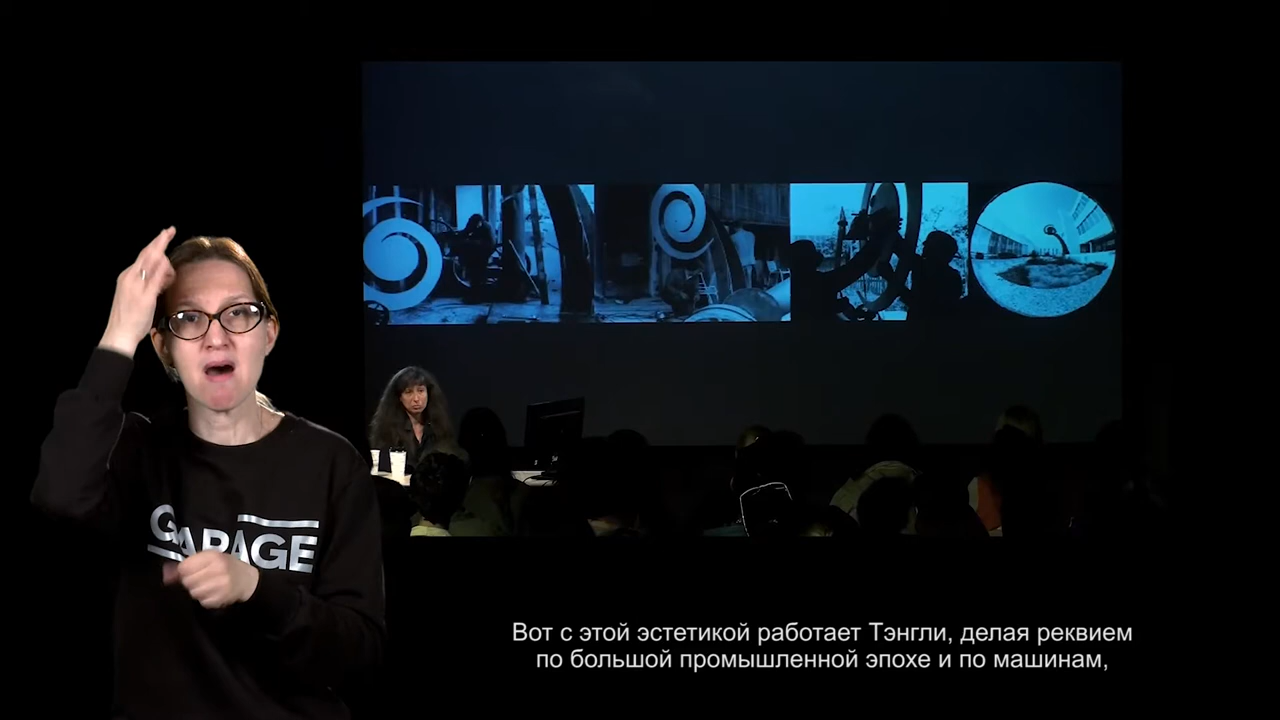 GARAGE
Вот с этой эстетикой работает Тэнгли, делая реквием
по большой промышленной эпохе и по машинам,